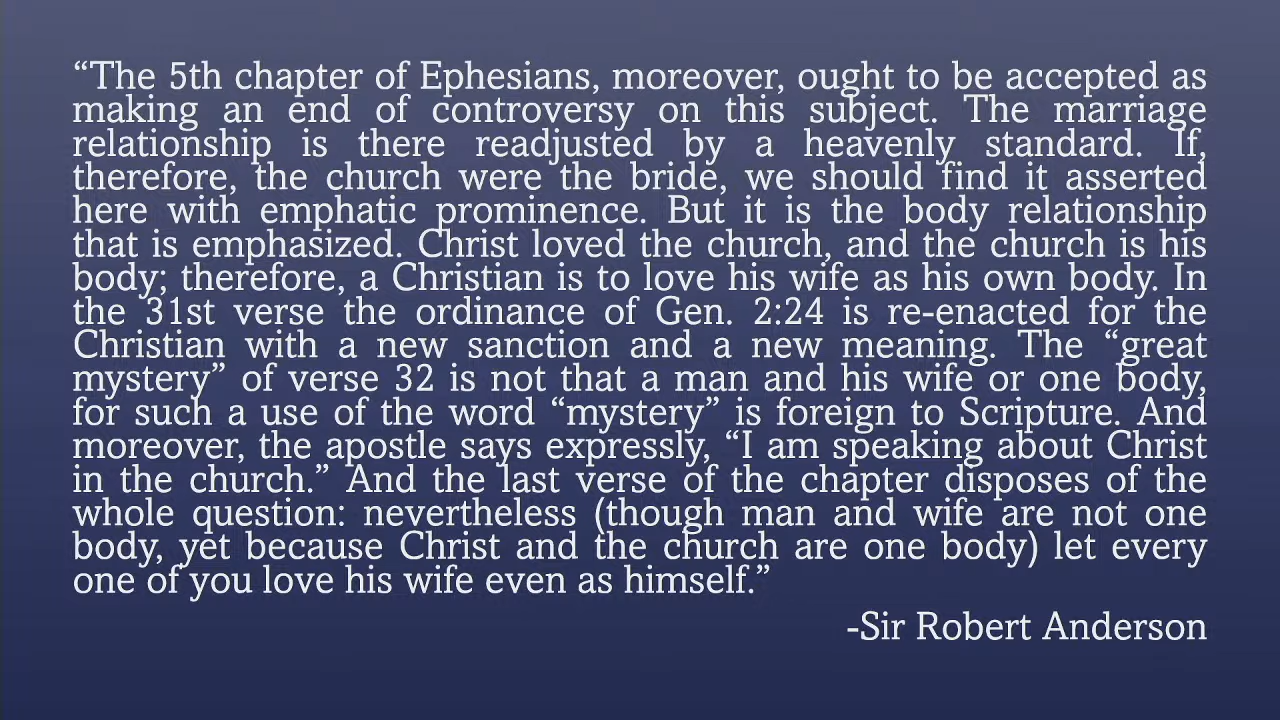 “The 5th chapter of Ephesians, moreover, ought to be accepted as
making an end of controversy on this subject. The marriage
relationship is there readjusted by a heavenly standard. If,
therefore, the church were the bride, we should find it asserted
here with emphatic prominence. But it is the body relationship
that is emphasized. Christ loved the church, and the church is his
body; therefore, a Christian is to love his wife as his own body. In
the 31st verse the ordinance of Gen. 2:24 is re-enacted for the
Christian with a new sanction and a new meaning. The “great
mystery” of verse 32 is not that a man and his wife or one body,
for such a use of the word “mystery” is foreign to Scripture. And
moreover, the apostle says expressly, “I am speaking about Christ
in the church.” And the last verse of the chapter disposes of the
whole question: nevertheless (though man and wife are not one
body, yet because Christ and the church are one body) let every
one of you love his wife even as himself.”
-Sir Robert Anderson